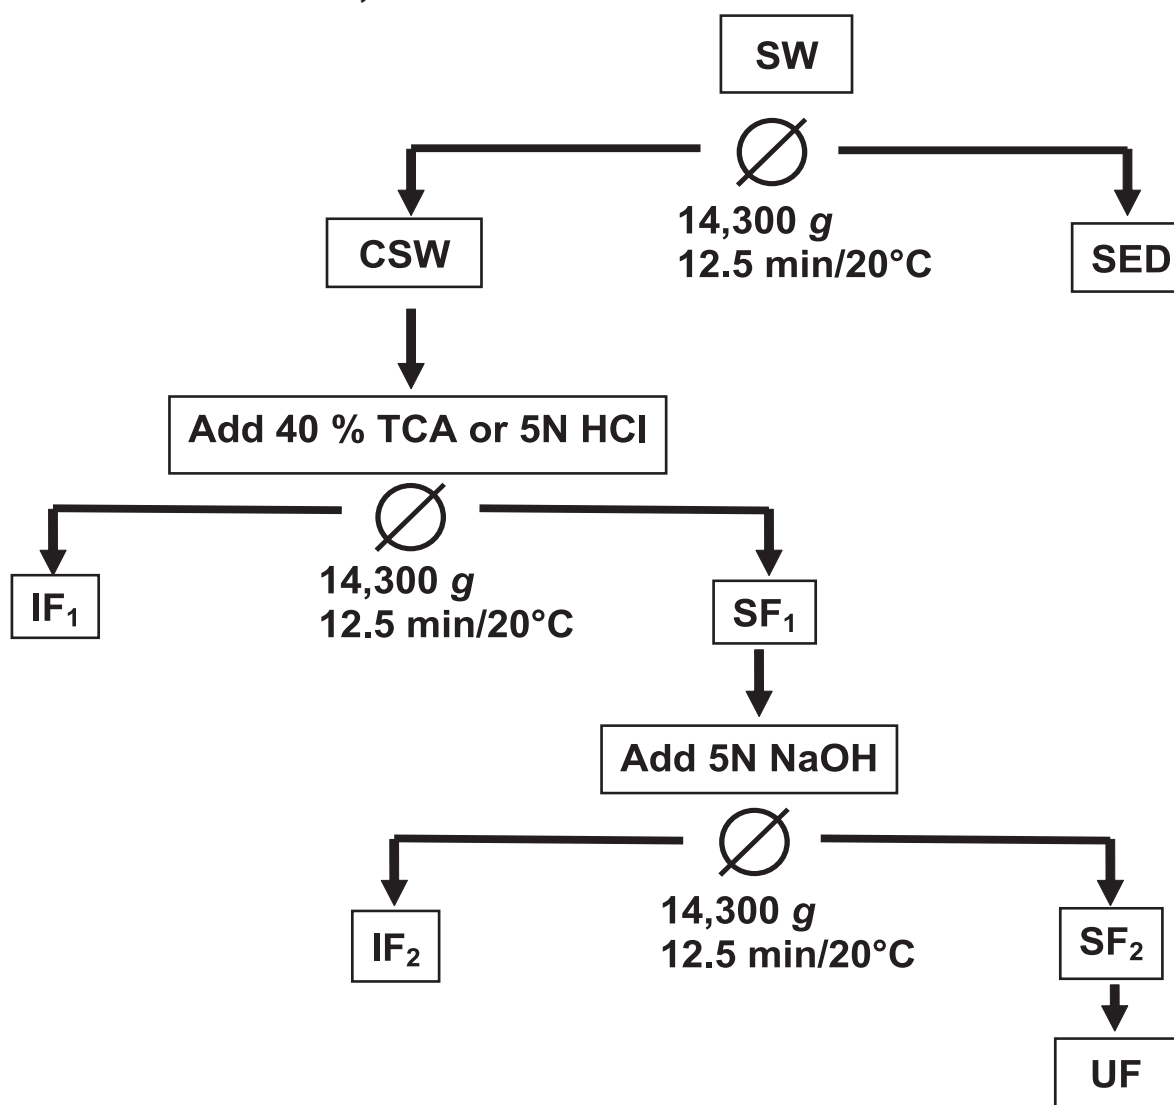 SW
14,300 g
12.5 min/20°C
CSW
SED
Add 40 % TCA or 5N HCl
14,300 g
12.5 min/20°C
IF₁
SF₁
Add 5N NaOH
14,300 g
12.5 min/20°C
IF₂
SF₂
UF